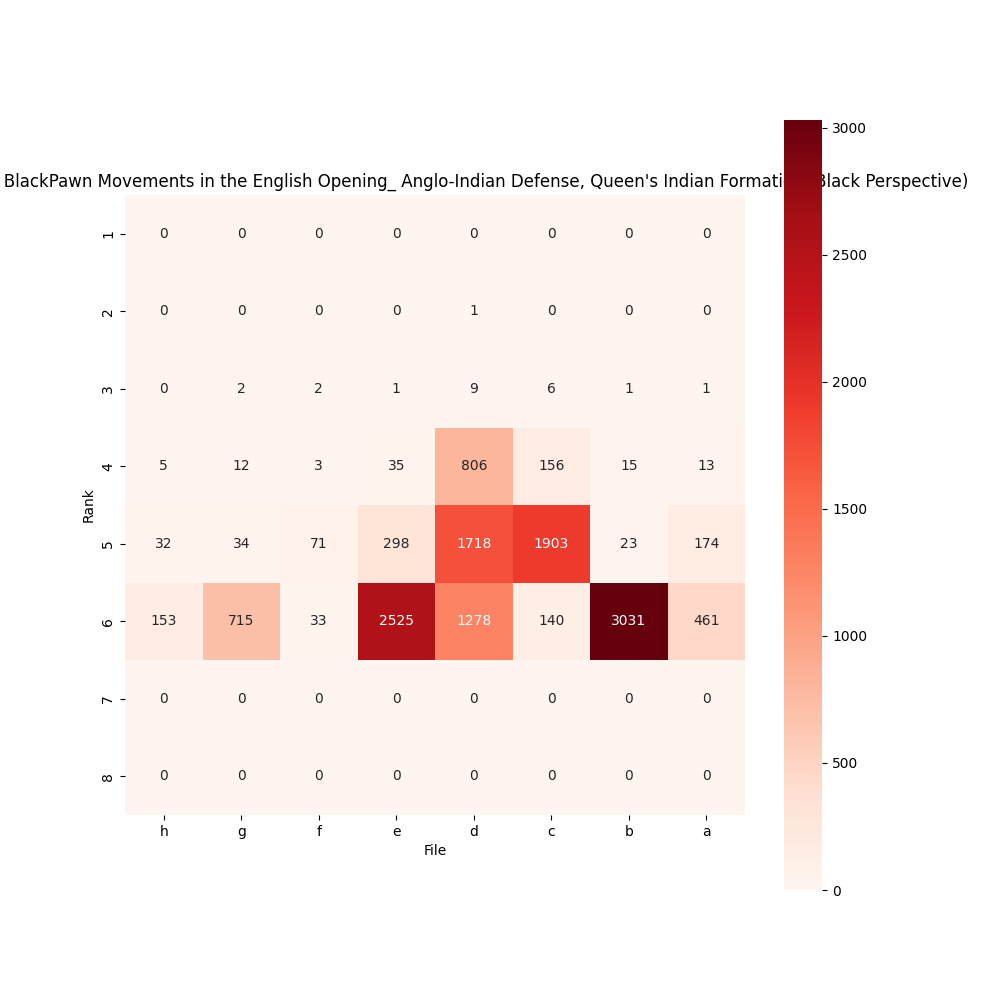 BlackPawn Movements in the English Opening_ Anglo-Indian Defense, Queen's Indian Formati Black Perspective)
3000
2500
2000
1500
1000
500
0
Rank
1 0 0 0 0 0 0 0 0
2 0 0 0 0 1 0 0 0
3 0 2 2 1 9 6 1 1
4 5 12 3 35 806 156 15 13
5 32 34 71 298 1718 1903 23 174
6 153 715 33 2525 1278 140 3031 461
7 0 0 0 0 0 0 0 0
8 0 0 0 0 0 0 0 0
h g f e d c b a
File